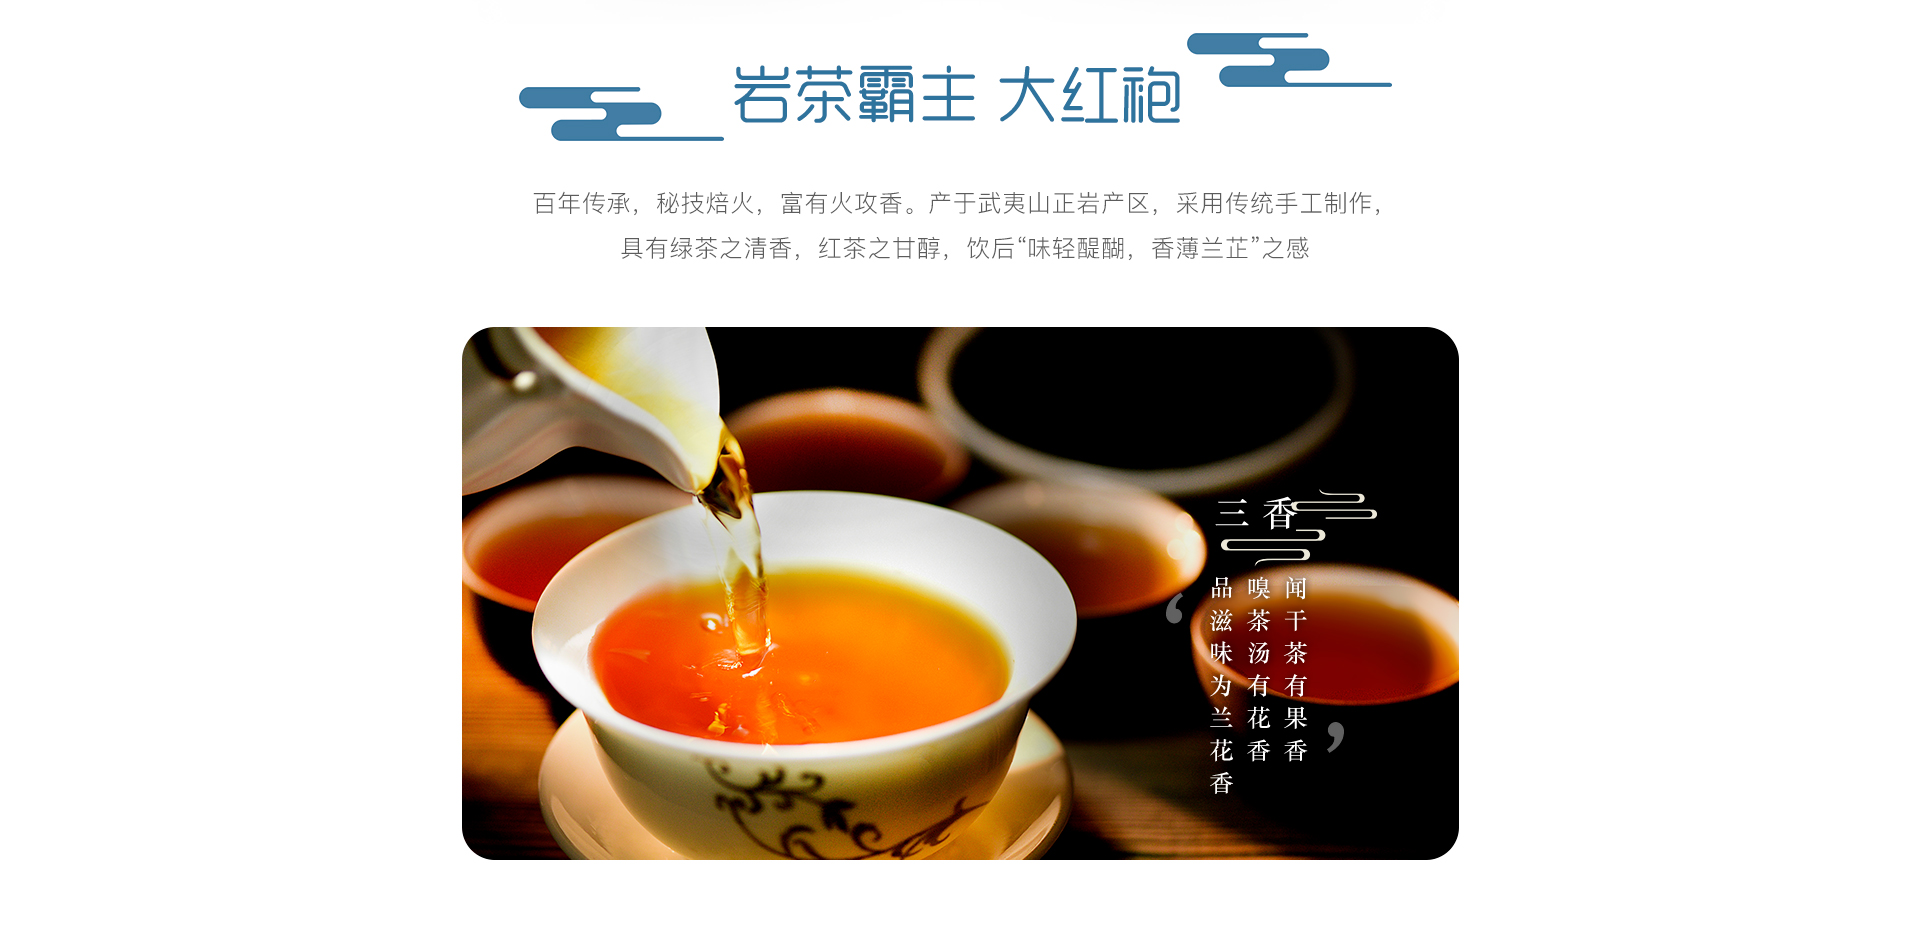 岩茶霸主 大红袍
百年传承，秘技焙火，富有火攻香。产于武夷山正岩产区，采用传统手工制作，
具有绿茶之清香，红茶之甘醇，饮后“味轻醍醐，香薄兰芷”之感
三香
‘
闻干茶有果香
嗅茶汤有花香
品滋味为兰花香
’